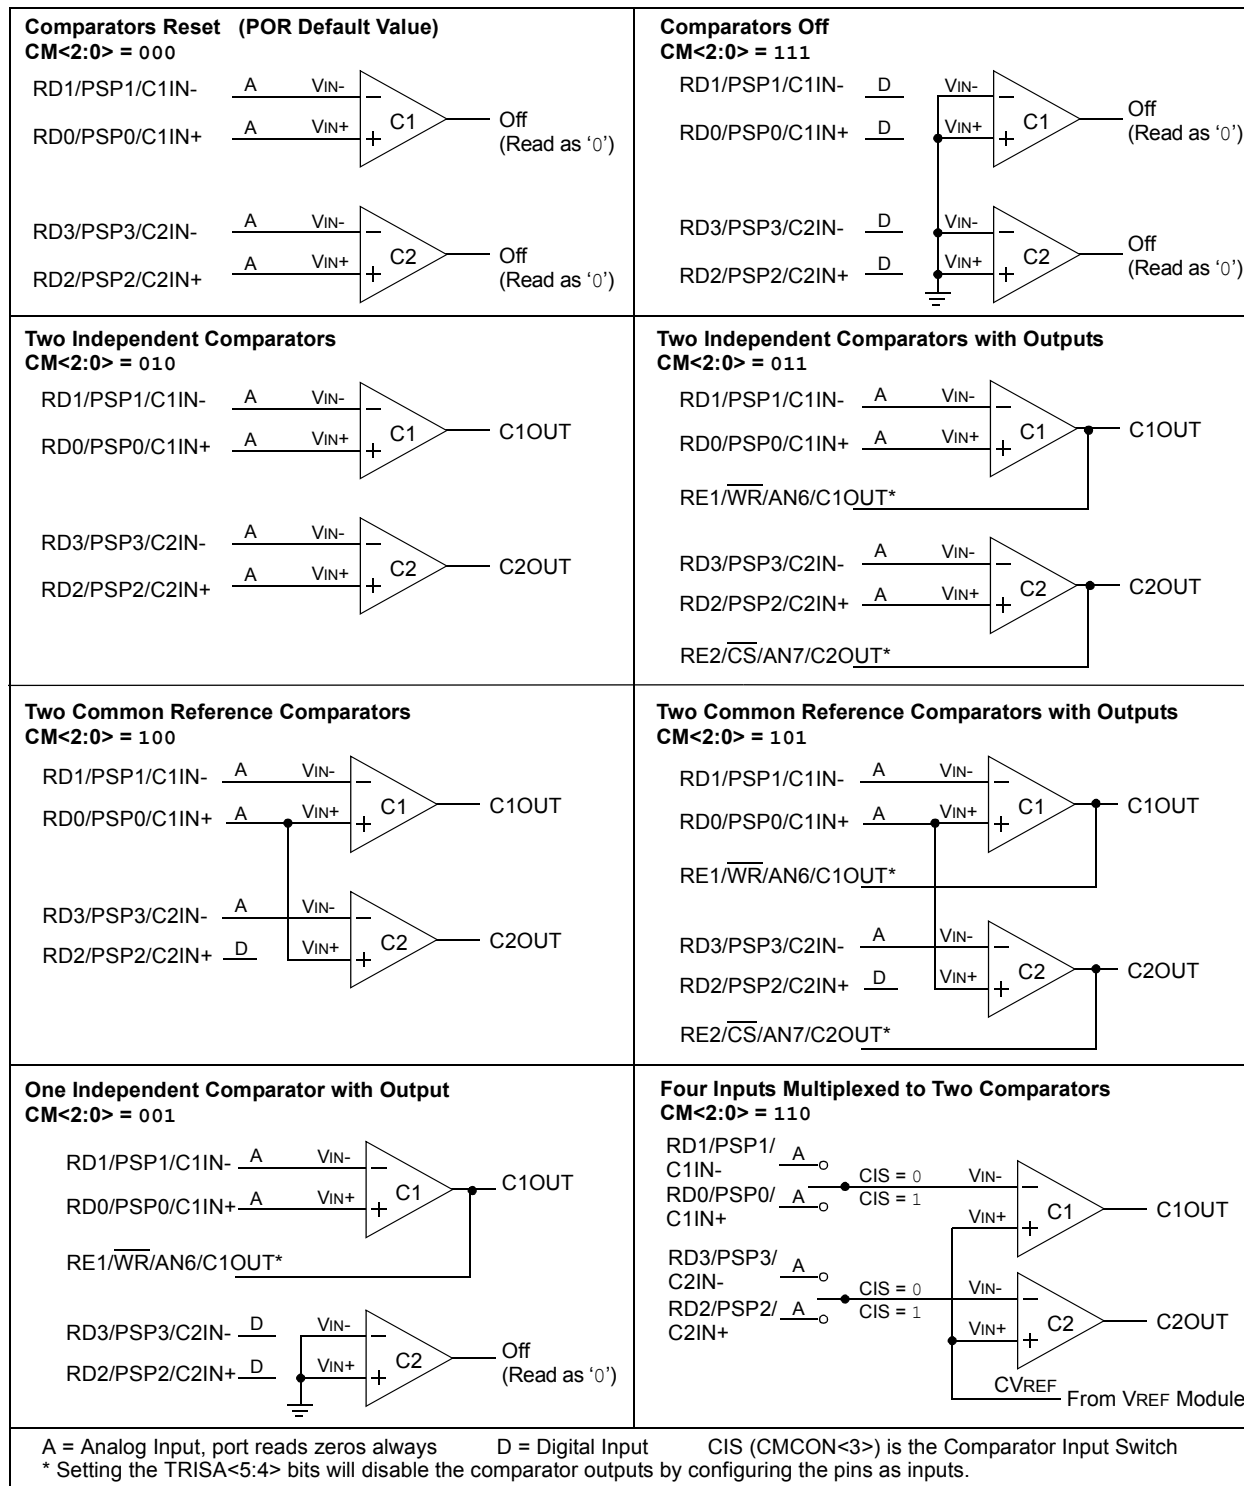 Comparators Reset (POR Default Value)
CM<2:0> = 000
RD1/PSP1/C1IN- A VIN- –
RD0/PSP0/C1IN+ A VIN+ + C1 Off
(Read as ‘0’)
RD3/PSP3/C2IN- A VIN- –
RD2/PSP2/C2IN+ A VIN+ + C2 Off
(Read as ‘0’)
Comparators Off
CM<2:0> = 111
RD1/PSP1/C1IN- D VIN- –
RD0/PSP0/C1IN+ D VIN+ + C1 Off
(Read as ‘0’)
RD3/PSP3/C2IN- D VIN- –
RD2/PSP2/C2IN+ D VIN+ + C2 Off
(Read as ‘0’)
Two Independent Comparators
CM<2:0> = 010
RD1/PSP1/C1IN- A VIN- –
RD0/PSP0/C1IN+ A VIN+ + C1 C1OUT
RD3/PSP3/C2IN- A VIN- –
RD2/PSP2/C2IN+ A VIN+ + C2 C2OUT
Two Independent Comparators with Outputs
CM<2:0> = 011
RD1/PSP1/C1IN- A VIN- –
RD0/PSP0/C1IN+ A VIN+ + C1 C1OUT
RE1/WR/AN6/C1OUT*
RD3/PSP3/C2IN- A VIN- –
RD2/PSP2/C2IN+ A VIN+ + C2 C2OUT
RE2/CS/AN7/C2OUT*
Two Common Reference Comparators
CM<2:0> = 100
RD1/PSP1/C1IN- A VIN- –
RD0/PSP0/C1IN+ A VIN+ + C1 C1OUT
RD3/PSP3/C2IN- A VIN- –
RD2/PSP2/C2IN+ D VIN+ + C2 C2OUT
Two Common Reference Comparators with Outputs
CM<2:0> = 101
RD1/PSP1/C1IN- A VIN- –
RD0/PSP0/C1IN+ A VIN+ + C1 C1OUT
RE1/WR/AN6/C1OUT*
RD3/PSP3/C2IN- A VIN- –
RD2/PSP2/C2IN+ D VIN+ + C2 C2OUT
RE2/CS/AN7/C2OUT*
One Independent Comparator with Output
CM<2:0> = 001
RD1/PSP1/C1IN- A VIN- –
RD0/PSP0/C1IN+ A VIN+ + C1 C1OUT
RE1/WR/AN6/C1OUT*
RD3/PSP3/C2IN- D VIN- –
RD2/PSP2/C2IN+ D VIN+ + C2 Off
(Read as ‘0’)
Four Inputs Multiplexed to Two Comparators
CM<2:0> = 110
RD1/PSP1/ A
C1IN- CIS = 0 VIN- –
RD0/PSP0/ A CIS = 1
C1IN+ VIN+ + C1 C1OUT
RD3/PSP3/ A
C2IN- CIS = 0 VIN- –
RD2/PSP2/ A CIS = 1
C2IN+ VIN+ + C2 C2OUT
CVREF
From VREF Module
A = Analog Input, port reads zeros always D = Digital Input CIS (CMCON<3>) is the Comparator Input Switch
* Setting the TRISA<5:4> bits will disable the comparator outputs by configuring the pins as inputs.